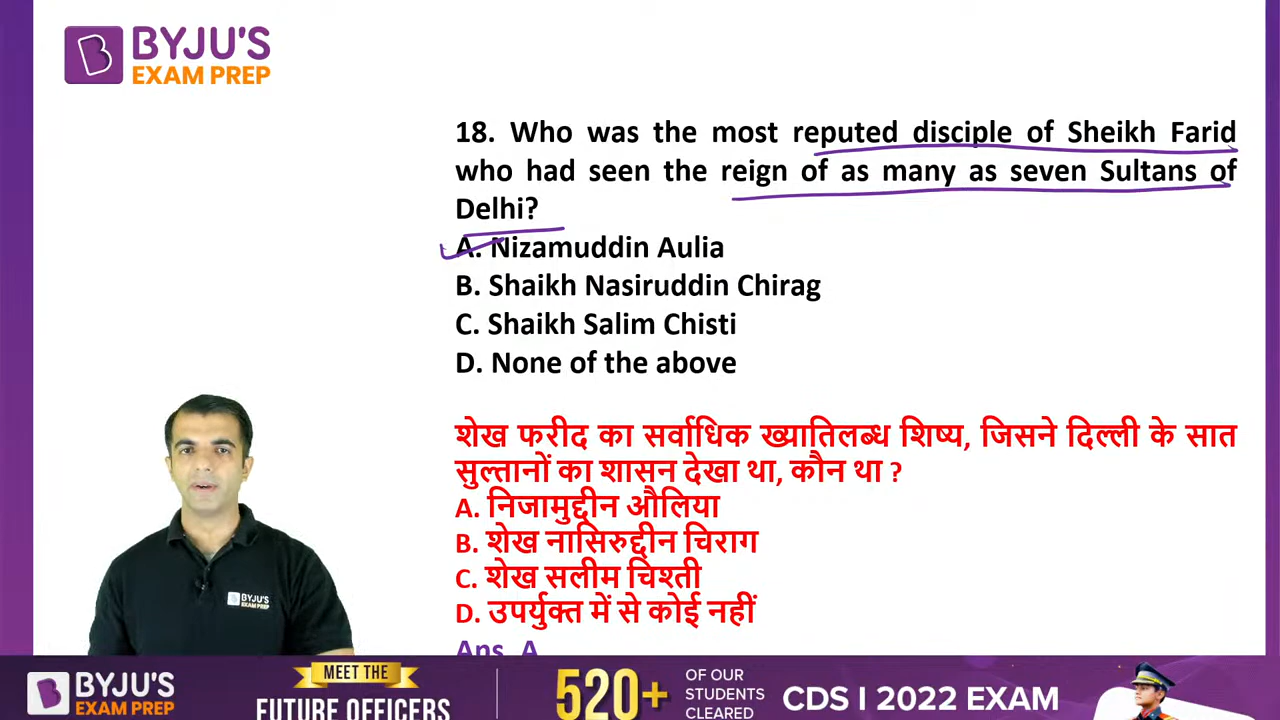 BYJU'S
EXAM PREP
18. Who was the most reputed disciple of Sheikh Farid
who had seen the reign of as many as seven Sultans of
Delhi?
A. Nizamuddin Aulia
B. Shaikh Nasiruddin Chirag
C. Shaikh Salim Chisti
D. None of the above
शेख फरीद का सर्वाधिक ख्यातिलब्ध शिष्य, जिसने दिल्ली के सात
सुल्तानों का शासन देखा था, कौन था ?
A. निजामुद्दीन औलिया
B. शेख नासिरुद्दीन चिराग
C. शेख सलीम चिश्ती
D. उपर्युक्त में से कोई नहीं
Ans. A
BYJU'S
EXAM PREP
BYJU'S
EXAM PREP
MEET THE
FUTURE OFFICERS
520+
OF OUR
STUDENTS
CLEARED
CDS I 2022 EXAM